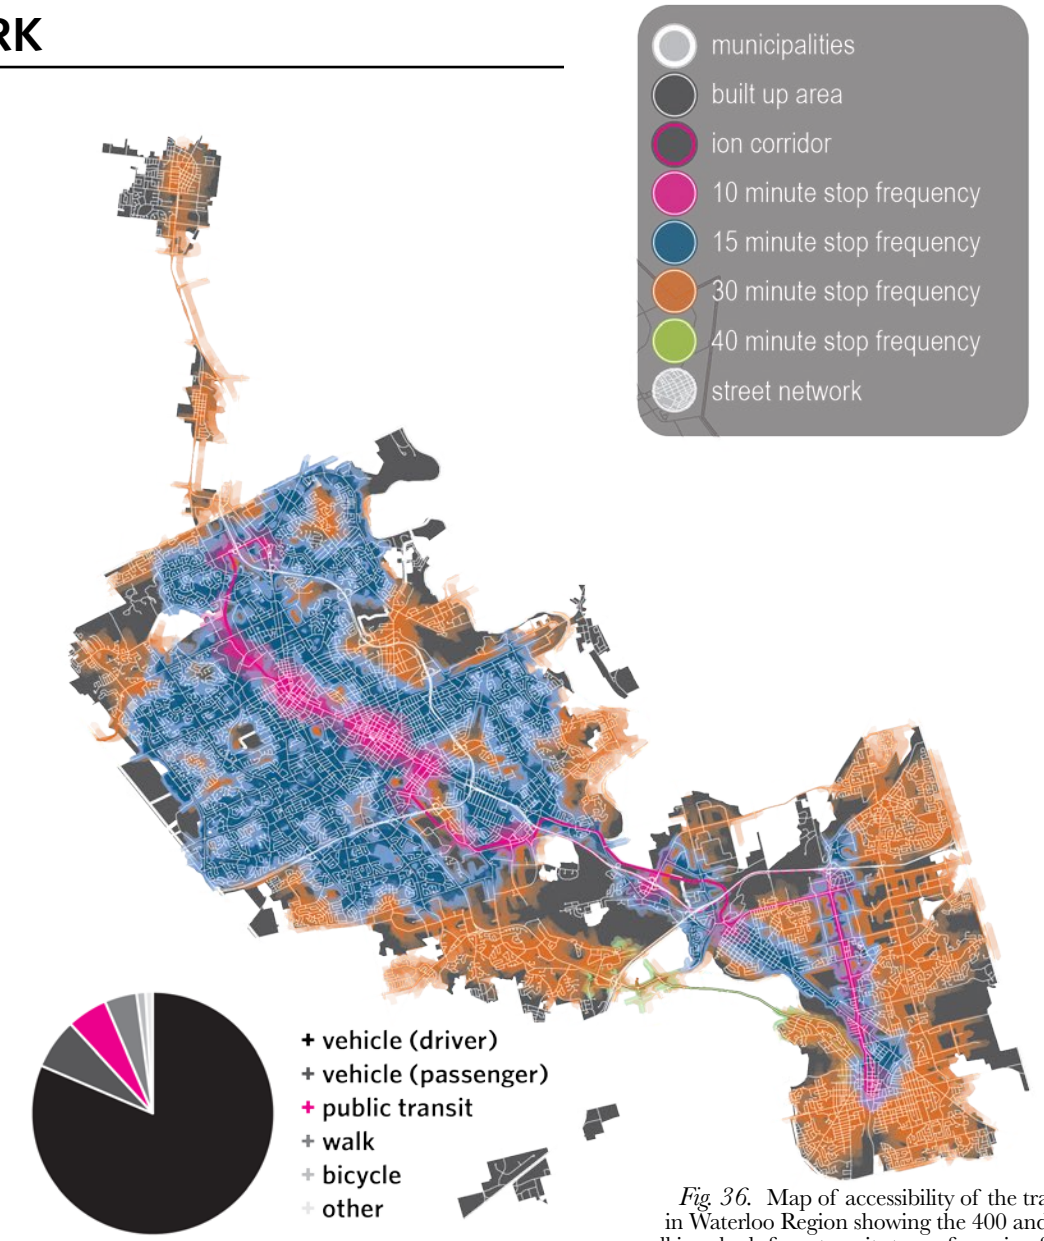 RK
municipalities
built up area
ion corridor
10 minute stop frequency
15 minute stop frequency
30 minute stop frequency
40 minute stop frequency
street network
+ vehicle (driver)
+ vehicle (passenger)
+ public transit
+ walk
+ bicycle
+ other
Fig. 36. Map of accessibility of the tra
in Waterloo Region showing the 400 and